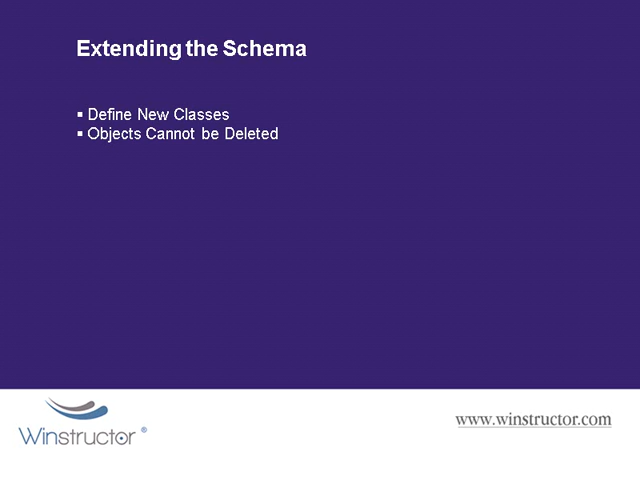 Extending the Schema
▪ Define New Classes
▪ Objects Cannot be Deleted
Winstructor®
www.winstructor.com